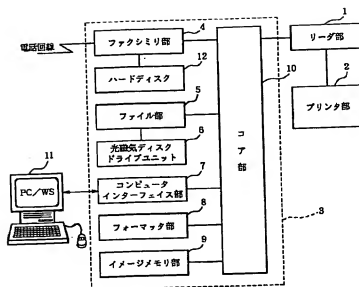 電話回線
4
ファクシミリ部
12
ハードディスク
5
ファイル部
6
光磁気ディスク
ドライブユニット
11
PC/WS
7
コンピュータ
インターフェイス部
8
フォーマッタ部
9
イメージメモリ部
10
コア部
1
リーダ部
2
プリンタ部
3